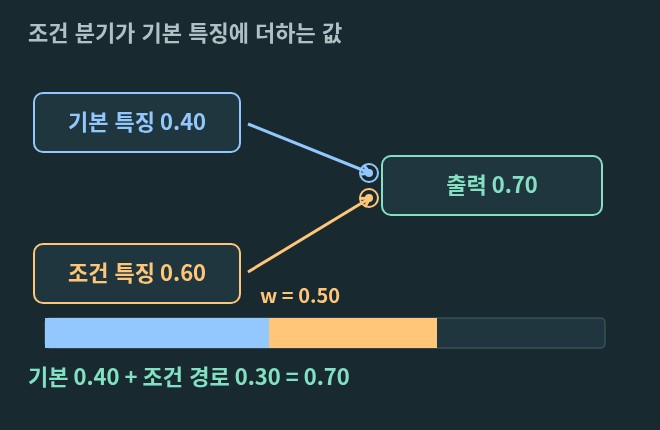 조건 분기가 기본 특징에 더하는 값
기본 특징 0.40
출력 0.70
조건 특징 0.60
w = 0.50
기본 0.40 + 조건 경로 0.30 = 0.70